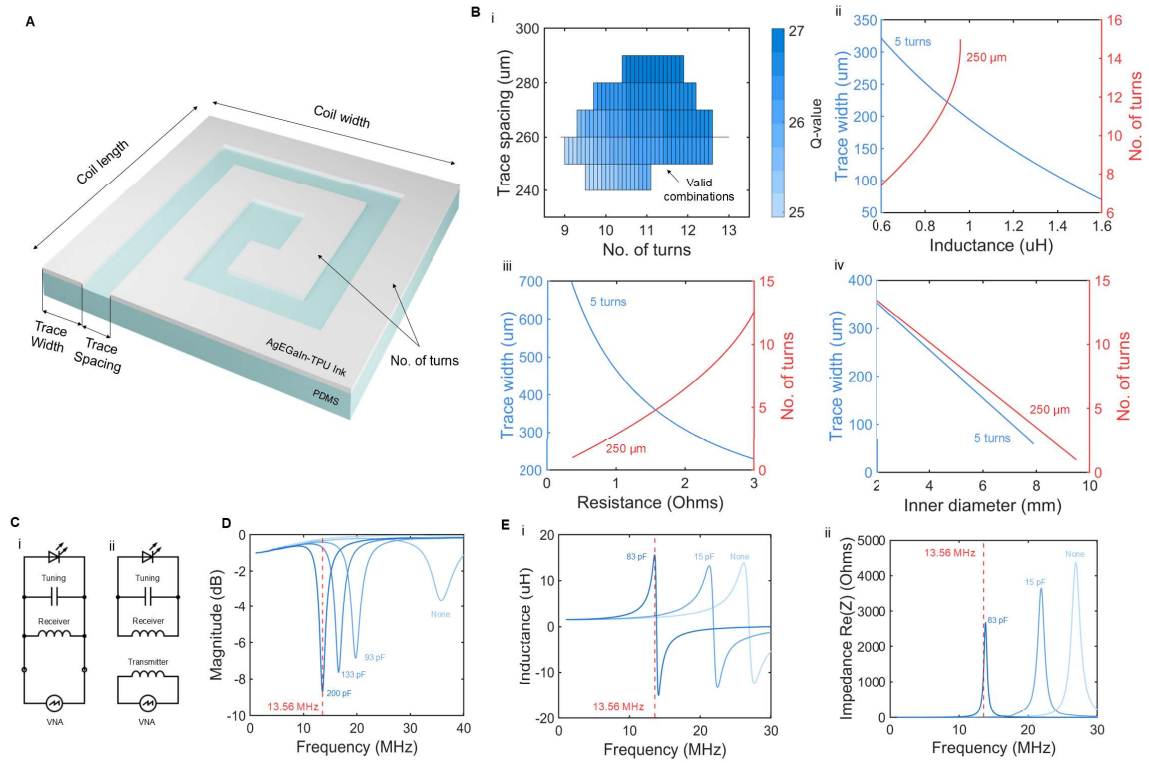 A
Coil width
Coil length
Trace
Width
Trace
Spacing
AgEGaIn-TPU Ink
PDMS
No. of turns
B
i
300
280
260
240
Trace spacing (um)
9
10
11
12
13
No. of turns
Valid
combinations
27
26
25
Q-value
ii
350
300
250
200
150
100
50
Trace width (um)
5 turns
250 µm
16
14
12
10
8
6
No. of turns
0.6
0.8
1
1.2
1.4
1.6
Inductance (uH)
iii
700
600
500
400
300
200
Trace width (um)
5 turns
250 µm
15
10
5
0
No. of turns
0
1
2
3
Resistance (Ohms)
iv
400
300
200
100
0
Trace width (um)
250 µm
5 turns
15
10
5
0
No. of turns
2
4
6
8
10
Inner diameter (mm)
C
i
Tuning
Receiver
VNA
ii
Tuning
Receiver
Transmitter
VNA
D
0
-2
-4
-6
-8
-10
Magnitude (dB)
None
93 pF
133 pF
200 pF
13.56 MHz
0
10
20
30
40
Frequency (MHz)
E
i
20
10
0
-10
-20
Inductance (uH)
83 pF
15 pF
None
13.56 MHz
0
10
20
30
Frequency (MHz)
ii
5000
4000
3000
2000
1000
0
Impedance Re(Z) (Ohms)
13.56 MHz
None
15 pF
83 pF
0
10
20
30
Frequency (MHz)